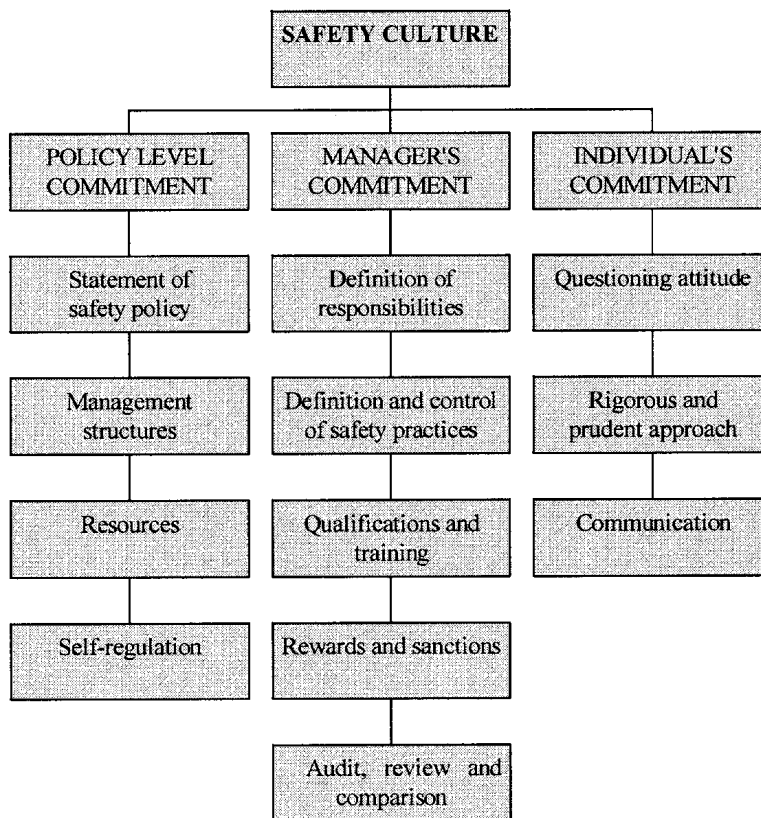 SAFETY CULTURE
POLICY LEVEL
COMMITMENT
MANAGER'S
COMMITMENT
INDIVIDUAL'S
COMMITMENT
Statement of
safety policy
Definition of
responsibilities
Questioning attitude
Management
structures
Definition and control
of safety practices
Rigorous and
prudent approach
Resources
Qualifications and
training
Communication
Self-regulation
Rewards and sanctions
Audit, review and
comparison